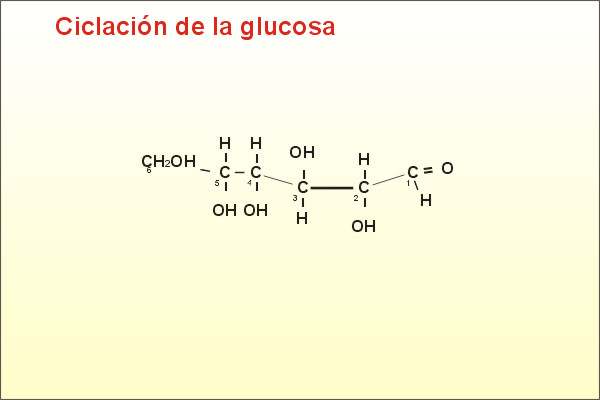 Ciclación de la glucosa
H H OH H
CH2OH C C C C C = O
6 5 4 3 2 1
OH OH H OH H